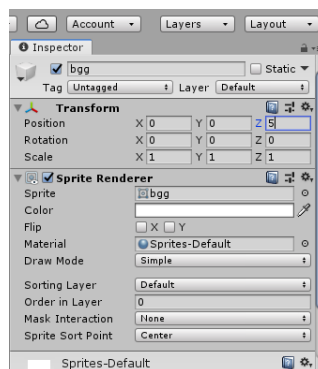 Account Layers Layout
Inspector
bgg Static
Tag Untagged Layer Default
Transform
Position X 0 Y 0 Z 5
Rotation X 0 Y 0 Z 0
Scale X 1 Y 1 Z 1
Sprite Renderer
Sprite bgg
Color
Flip X Y
Material Sprites-Default
Draw Mode Simple
Sorting Layer Default
Order in Layer 0
Mask Interaction None
Sprite Sort Point Center
Sprites-Default